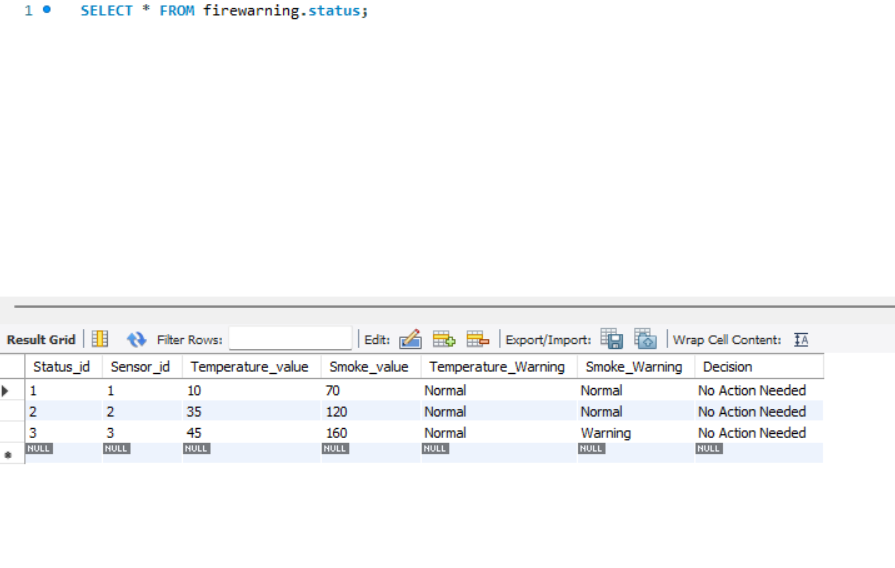 1 SELECT * FROM firewarning.status;
Result Grid Filter Rows: Edit: Export/Import: Wrap Cell Content: IA
Status_id Sensor_id Temperature_value Smoke_value Temperature_Warning Smoke_Warning Decision
1 1 10 70 Normal Normal No Action Needed
2 2 35 120 Normal Normal No Action Needed
3 3 45 160 Normal Warning No Action Needed
NULL NULL NULL NULL NULL NULL NULL